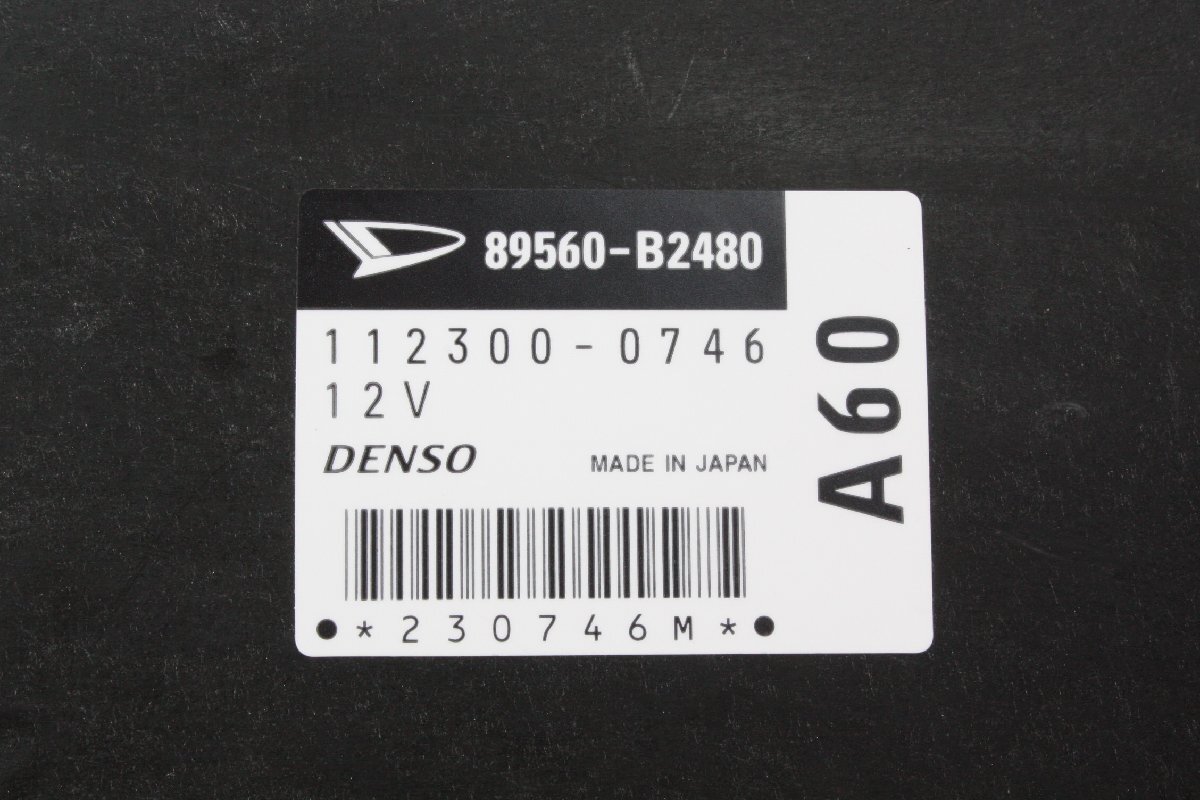 89560-B2480
112300-0746
12V
DENSO MADE IN JAPAN
*230746M*
A60